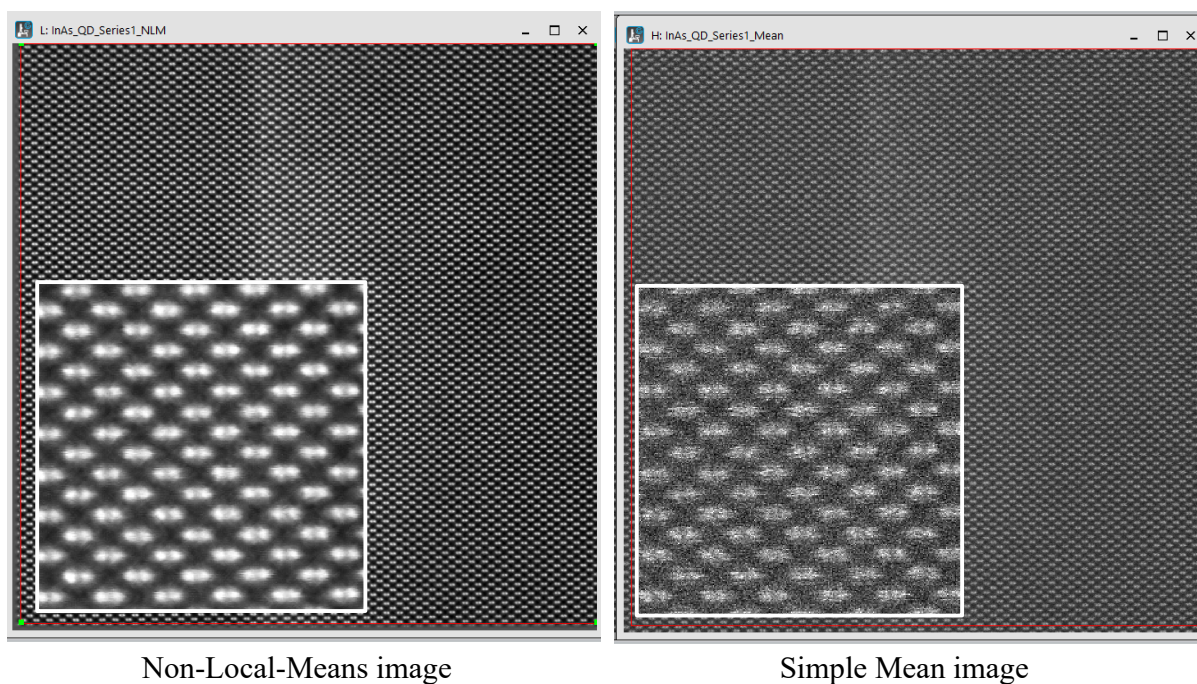 L: InAs_QD_Series1_NLM
H: InAs_QD_Series1_Mean
Non-Local-Means image
Simple Mean image